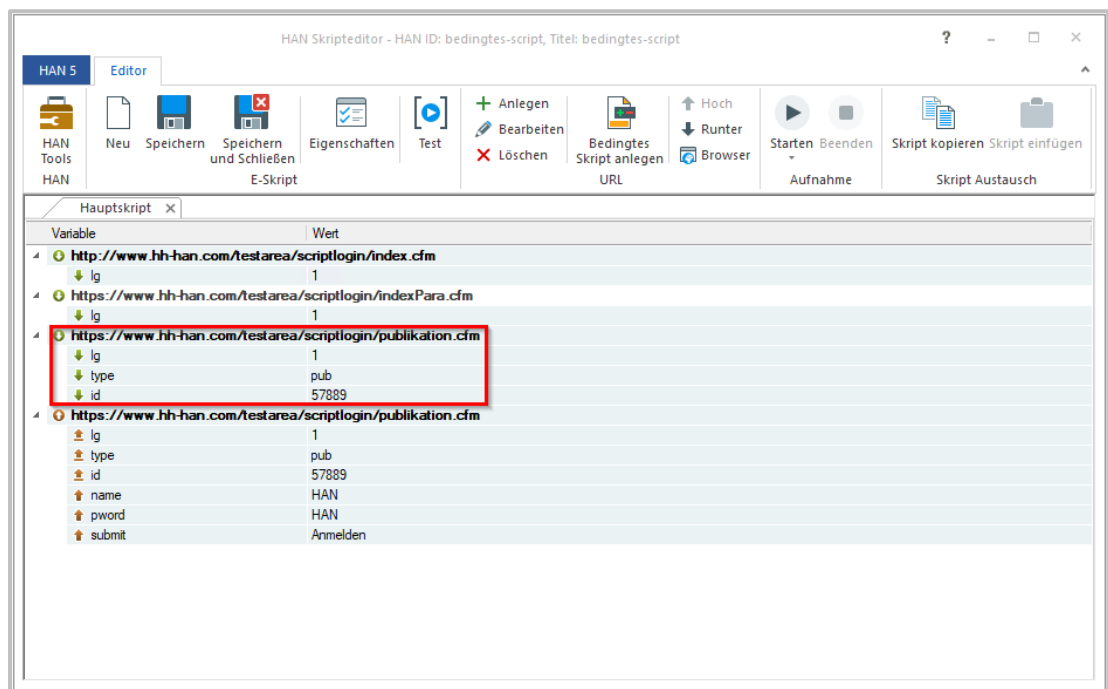 HAN Skripteditor - HAN ID: bedingtes-script, Titel: bedingtes-script
HAN 5 Editor
HAN Tools
Neu
Speichern
Speichern und Schließen
Eigenschaften
Test
Anlegen
Bearbeiten
Löschen
Bedingtes Skript anlegen
Hoch
Runter
Browser
Starten
Beenden
Skript kopieren
Skript einfügen
HAN E-Skript URL Aufnahme Skript Austausch
Hauptskript
Variable Wert
http://www.hh-han.com/testarea/scriptlogin/index.cfm
lg 1
https://www.hh-han.com/testarea/scriptlogin/indexPara.cfm
lg 1
https://www.hh-han.com/testarea/scriptlogin/publikation.cfm
lg 1
type pub
id 57889
https://www.hh-han.com/testarea/scriptlogin/publikation.cfm
lg 1
type pub
id 57889
name HAN
pword HAN
submit Anmelden